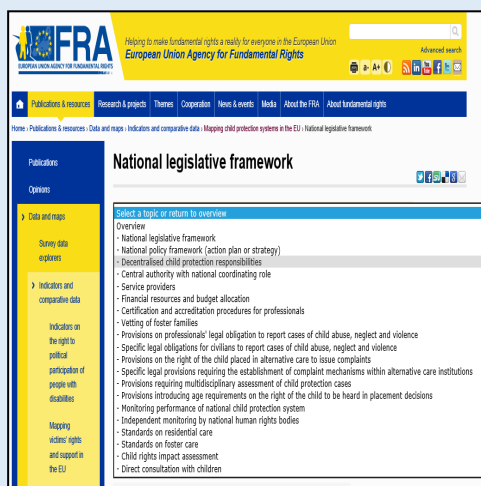 FRA
EUROPEAN UNION AGENCY FOR FUNDAMENTAL RIGHTS
Helping to make fundamental rights a reality for everyone in the European Union
European Union Agency for Fundamental Rights
Advanced search
a- A+
Publications & resources Research & projects Themes Cooperation News & events Media About the FRA About fundamental rights
Home › Publications & resources › Data and maps › Indicators and comparative data › Mapping child protection systems in the EU › National legislative framework
Publications
Opinions
Data and maps
Survey data
explorers
Indicators and
comparative data
Indicators on
the right to
political
participation of
people with
disabilities
Mapping
victims' rights
and support in
the EU
National legislative framework
Select a topic or return to overview
Overview
- National legislative framework
- National policy framework (action plan or strategy)
- Decentralised child protection responsibilities
- Central authority with national coordinating role
- Service providers
- Financial resources and budget allocation
- Certification and accreditation procedures for professionals
- Vetting of foster families
- Provisions on professionals' legal obligation to report cases of child abuse, neglect and violence
- Specific legal obligations for civilians to report cases of child abuse, neglect and violence
- Provisions on the right of the child placed in alternative care to issue complaints
- Specific legal provisions requiring the establishment of complaint mechanisms within alternative care institutions
- Provisions requiring multidisciplinary assessment of child protection cases
- Provisions introducing age requirements on the right of the child to be heard in placement decisions
- Monitoring performance of national child protection system
- Independent monitoring by national human rights bodies
- Standards on residential care
- Standards on foster care
- Child rights impact assessment
- Direct consultation with children